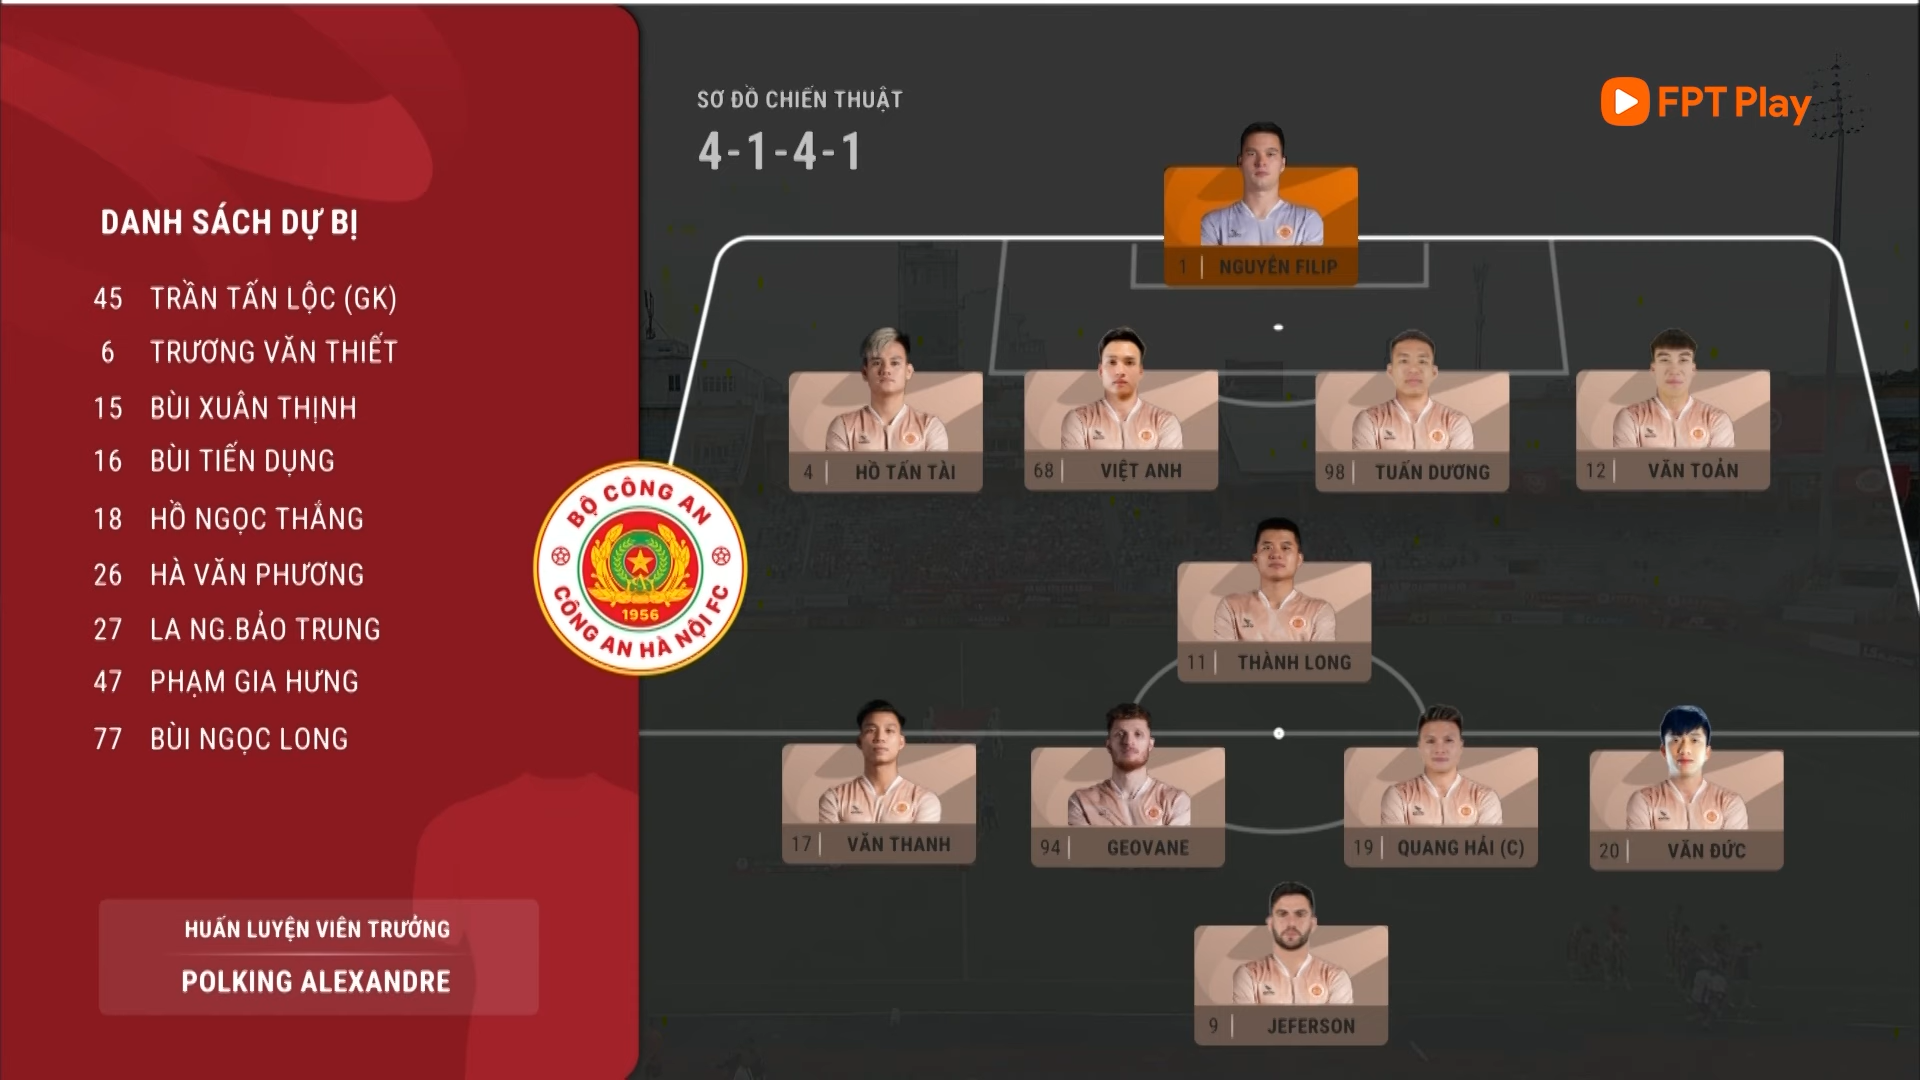 DANH SÁCH DỰ BỊ
45 TRẦN TẤN LỘC (GK)
6 TRƯƠNG VĂN THIẾT
15 BÙI XUÂN THỊNH
16 BÙI TIẾN DỤNG
18 HỒ NGỌC THẮNG
26 HÀ VĂN PHƯƠNG
27 LA NG.BẢO TRUNG
47 PHẠM GIA HƯNG
77 BÙI NGỌC LONG
HUẤN LUYỆN VIÊN TRƯỞNG
POLKING ALEXANDRE
BỘ CÔNG AN
1956
CÔNG AN HÀ NỘI FC
SƠ ĐỒ CHIẾN THUẬT
4-1-4-1
FPT Play
1 NGUYỄN FILIP
4 HỒ TẤN TÀI
68 VIỆT ANH
98 TUẤN DƯƠNG
12 VĂN TOẢN
11 THÀNH LONG
17 VĂN THANH
94 GEOVANE
19 QUANG HẢI (C)
20 VĂN ĐỨC
9 JEFERSON